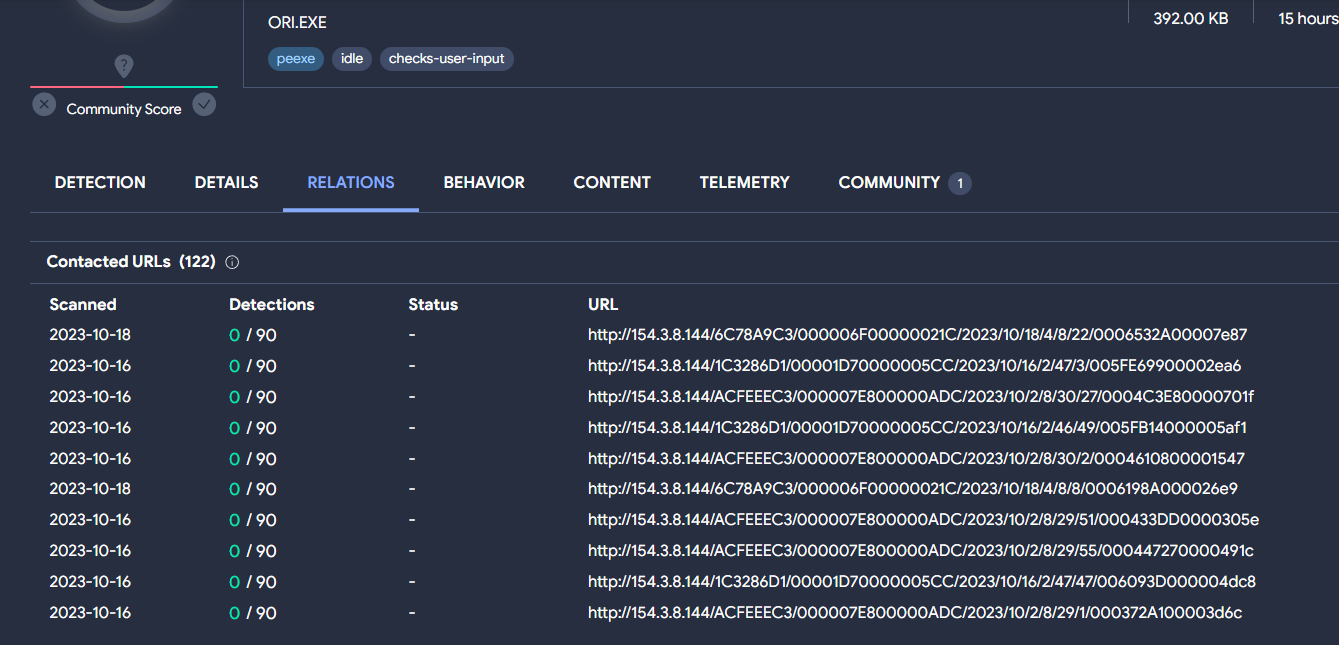 ORI.EXE
392.00 KB
15 hours
peexe
idle
checks-user-input
?
Community Score
DETECTION
DETAILS
RELATIONS
BEHAVIOR
CONTENT
TELEMETRY
COMMUNITY 1
Contacted URLs (122)
Scanned Detections Status URL
2023-10-18 0 / 90 - http://154.3.8.144/6C78A9C3/000006F00000021C/2023/10/18/4/8/22/0006532A00007e87
2023-10-16 0 / 90 - http://154.3.8.144/1C3286D1/00001D70000005CC/2023/10/16/2/47/3/005FE69900002ea6
2023-10-16 0 / 90 - http://154.3.8.144/ACFEEEC3/000007E800000ADC/2023/10/2/8/30/27/0004C3E80000701f
2023-10-16 0 / 90 - http://154.3.8.144/1C3286D1/00001D70000005CC/2023/10/16/2/46/49/005FB14000005af1
2023-10-16 0 / 90 - http://154.3.8.144/ACFEEEC3/000007E800000ADC/2023/10/2/8/30/2/0004610800001547
2023-10-18 0 / 90 - http://154.3.8.144/6C78A9C3/000006F00000021C/2023/10/18/4/8/8/0006198A000026e9
2023-10-16 0 / 90 - http://154.3.8.144/ACFEEEC3/000007E800000ADC/2023/10/2/8/29/51/000433DD0000305e
2023-10-16 0 / 90 - http://154.3.8.144/ACFEEEC3/000007E800000ADC/2023/10/2/8/29/55/000447270000491c
2023-10-16 0 / 90 - http://154.3.8.144/1C3286D1/00001D70000005CC/2023/10/16/2/47/47/006093D000004dc8
2023-10-16 0 / 90 - http://154.3.8.144/ACFEEEC3/000007E800000ADC/2023/10/2/8/29/1/000372A100003d6c